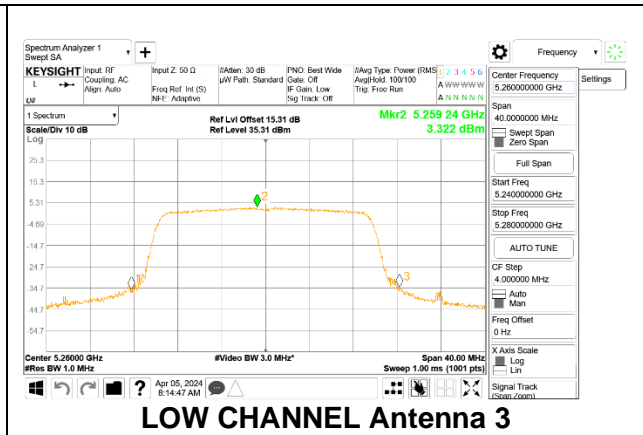 Spectrum Analyzer 1
Swept SA
+
Frequency
KEYSIGHT
L
Input: RF
Coupling: AC
Align: Auto
Input Z: 50 Ω
Freq Ref: Int (S)
NFE: Adaptive
#Atten: 30 dB
µW Path: Standard
PNO: Best Wide
Gate: Off
IF Gain: Low
Sig Track: Off
#Avg Type: Power (RMS
Avg|Hold: 100/100
Trig: Free Run
1 2 3 4 5 6
A W W W W W
A N N N N N
1 Spectrum
Scale/Div 10 dB
Log
Ref Lvl Offset 15.31 dB
Ref Level 35.31 dBm
Mkr2 5.259 24 GHz
3.322 dBm
25.3
15.3
5.31
-4.69
-14.7
-24.7
-34.7
-44.7
-54.7
2
3
Center 5.26000 GHz
#Res BW 1.0 MHz
#Video BW 3.0 MHz*
Span 40.00 MHz
Sweep 1.00 ms (1001 pts)
?
Apr 05, 2024
8:14:47 AM
Center Frequency
5.260000000 GHz
Settings
Span
40.0000000 MHz
Swept Span
Zero Span
Full Span
Start Freq
5.240000000 GHz
Stop Freq
5.280000000 GHz
AUTO TUNE
CF Step
4.000000 MHz
Auto
Man
Freq Offset
0 Hz
X Axis Scale
Log
Lin
Signal Track
(Span Zoom)
LOW CHANNEL Antenna 3